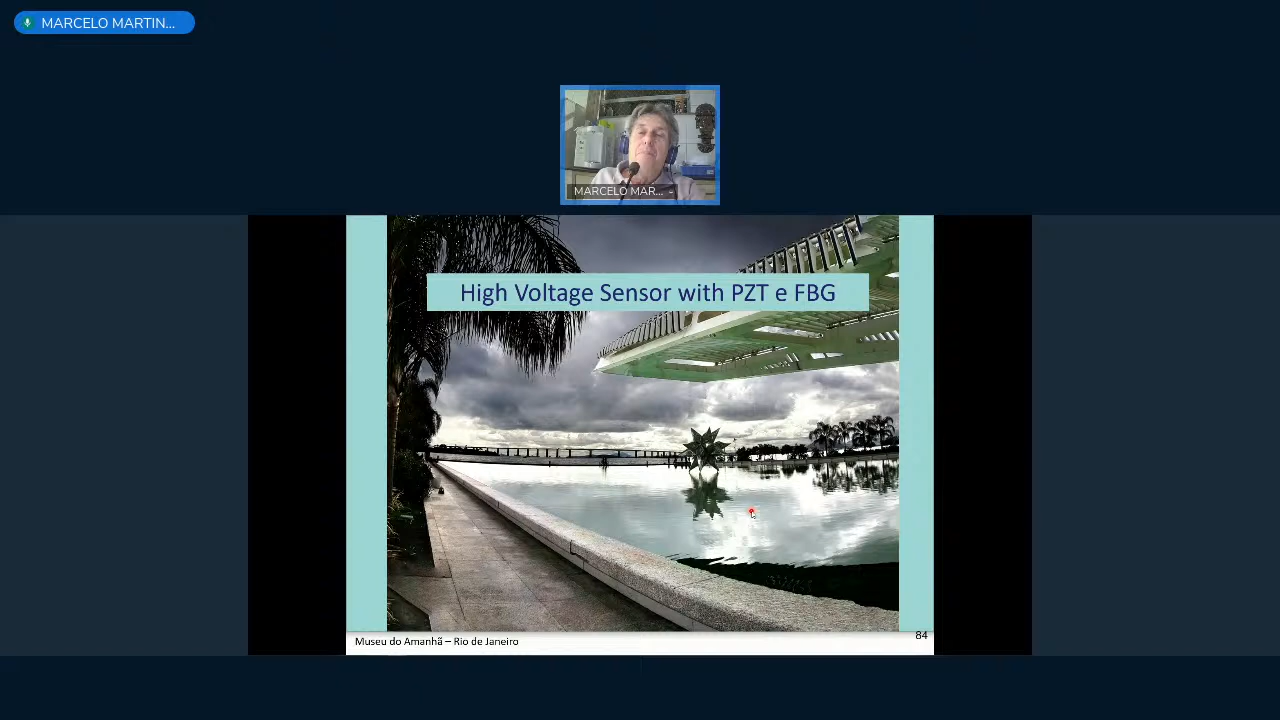 MARCELO MARTIN...
MARCELO MAR...
High Voltage Sensor with PZT e FBG
Museu do Amanhã – Rio de Janeiro
84